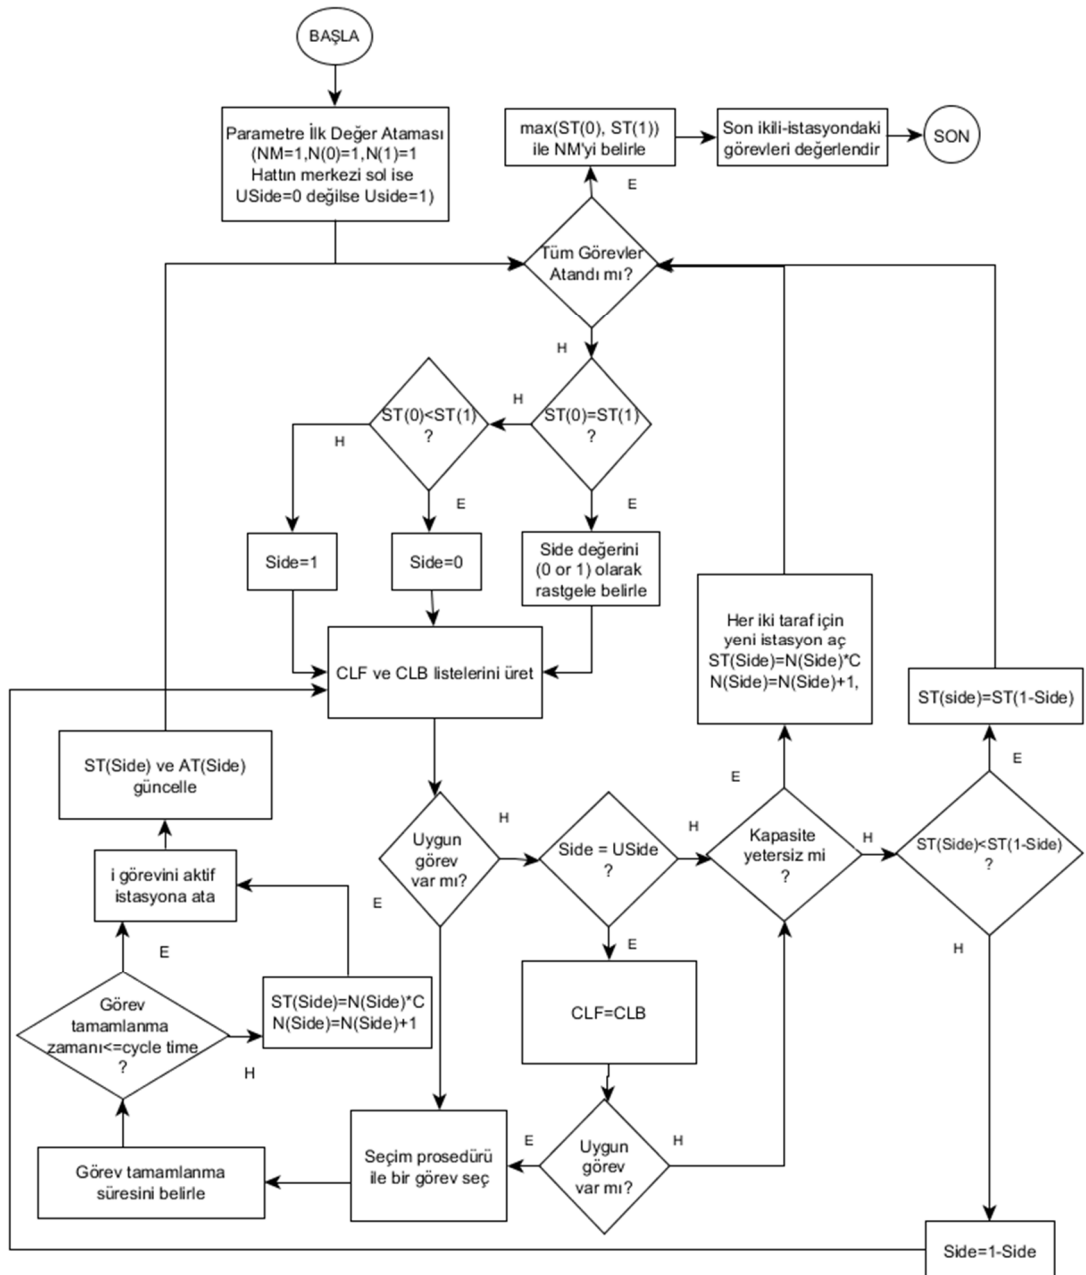 BAŞLA
Parametre İlk Değer Ataması
(NM=1,N(0)=1,N(1)=1
Hattın merkezi sol ise
USide=0 değilse Uside=1)
max(ST(0), ST(1))
ile NM'yi belirle
Son ikili-istasyondaki
görevleri değerlendir
SON
E
Tüm Görevler
Atandı mı?
H
ST(0)<ST(1)
?
H
ST(0)=ST(1)
?
H
E
E
Side=1
Side=0
Side değerini
(0 or 1) olarak
rastgele belirle
CLF ve CLB listelerini üret
Her iki taraf için
yeni istasyon aç
ST(Side)=N(Side)*C
N(Side)=N(Side)+1,
ST(side)=ST(1-Side)
ST(Side) ve AT(Side)
güncelle
E
E
Uygun
görev
var mı?
H
Side = USide
?
H
Kapasite
yetersiz mi
?
H
ST(Side)<ST(1-Side)
?
i görevini aktif
istasyona ata
E
E
H
E
Görev
tamamlanma
zamanı<=cycle time
?
ST(Side)=N(Side)*C
N(Side)=N(Side)+1
H
CLF=CLB
Görev tamamlanma
süresini belirle
Seçim prosedürü
ile bir görev seç
E
Uygun
görev
var mı?
H
Side=1-Side